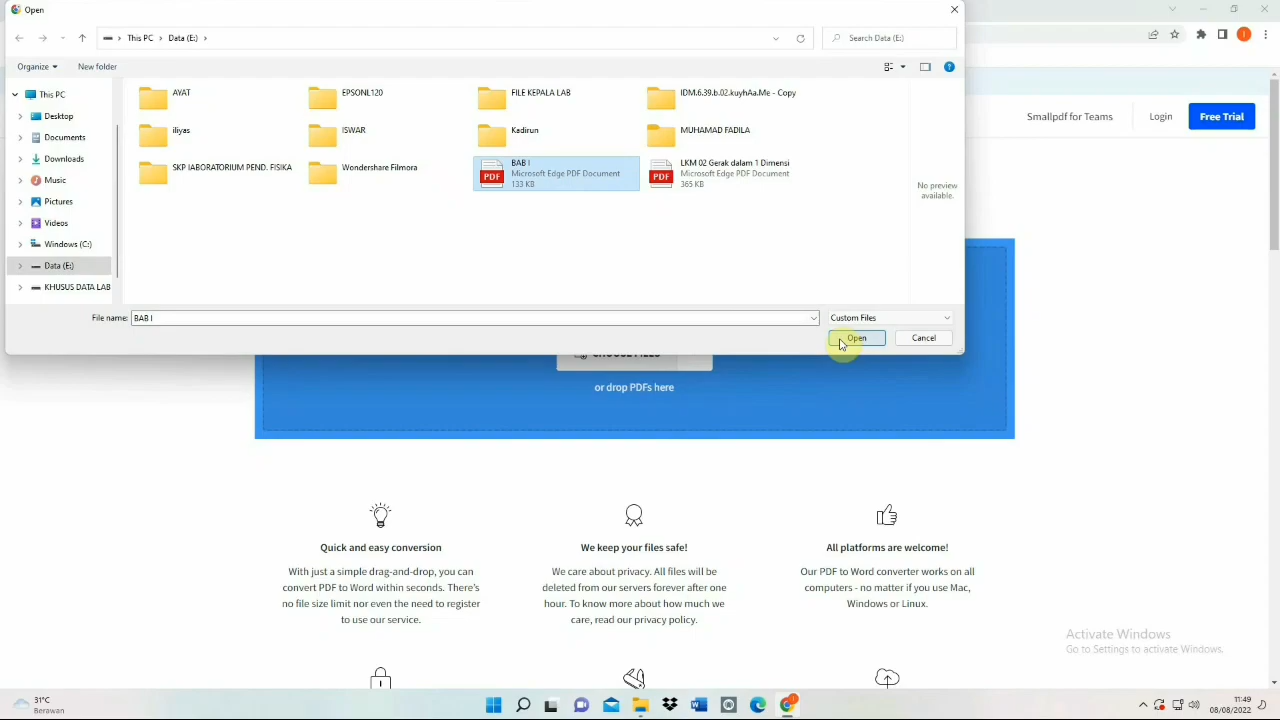 Open
This PC
Data (E:)
Search Data (E:)
Organize
New folder
This PC
Desktop
Documents
Downloads
Music
Pictures
Videos
Windows (C:)
Data (E:)
KHUSUS DATA LAB
AYAT
EPSONL120
FILE KEPALA LAB
IDM.6.39.b.02.kuyhAa.Me - Copy
iliyas
ISWAR
Kadirun
MUHAMAD FADILA
SKP lABORATORIUM PEND. FISIKA
Wondershare Filmora
BAB I
Microsoft Edge PDF Document
133 KB
PDF
LKM 02 Gerak dalam 1 Dimensi
Microsoft Edge PDF Document
365 KB
PDF
No preview
available.
File name:
BAB I
Custom Files
Open
Cancel
I
Smallpdf for Teams
Login
Free Trial
CHOOSE FILES
or drop PDFs here
Quick and easy conversion
With just a simple drag-and-drop, you can
convert PDF to Word within seconds. There's
no file size limit nor even the need to register
to use our service.
We keep your files safe!
We care about privacy. All files will be
deleted from our servers forever after one
hour. To know more about how much we
care, read our privacy policy.
All platforms are welcome!
Our PDF to Word converter works on all
computers - no matter if you use Mac,
Windows or Linux.
Activate Windows
Go to Settings to activate Windows.
31°C
Berawan
11:49
08/08/2022